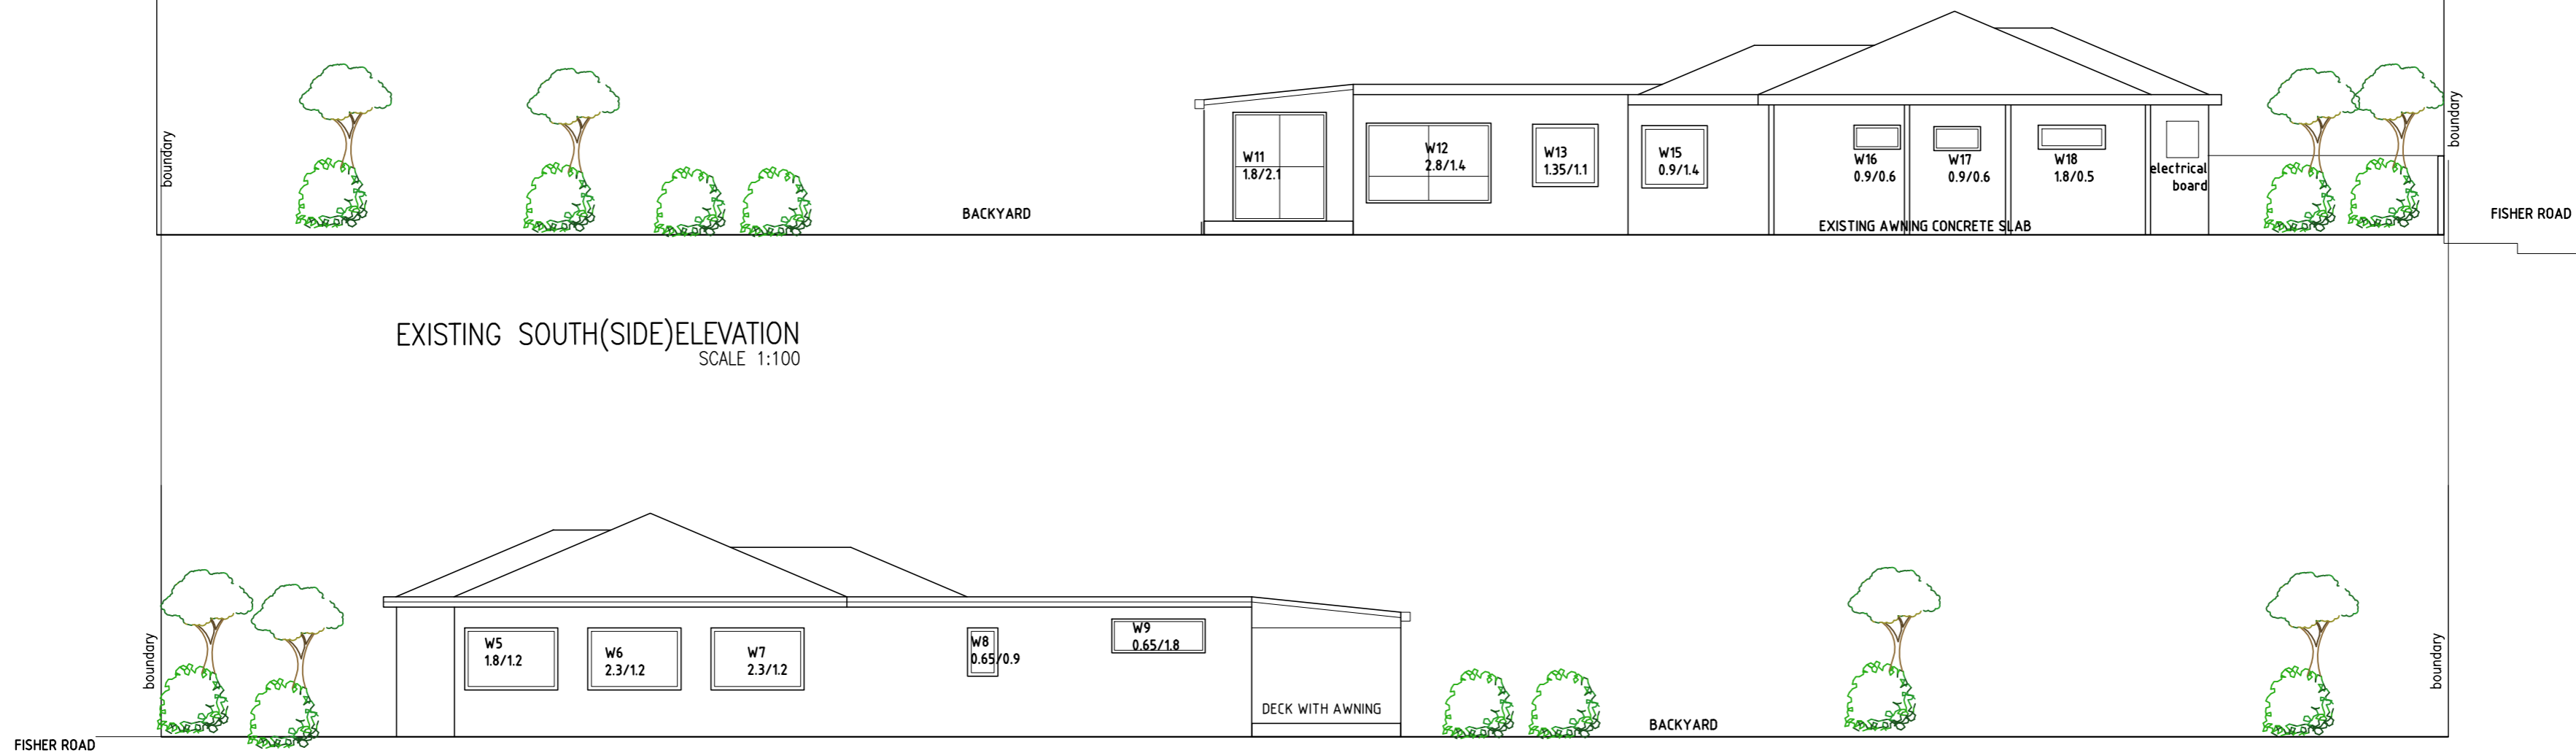 boundary
W11
1.8/2.1
W12
2.8/1.4
W13
1.35/1.1
W15
0.9/1.4
W16
0.9/0.6
W17
0.9/0.6
W18
1.8/0.5
electrical
board
boundary
BACKYARD
FISHER ROAD
EXISTING AWNING CONCRETE SLAB
EXISTING SOUTH(SIDE)ELEVATION
SCALE 1:100
boundary
W5
1.8/1.2
W6
2.3/1.2
W7
2.3/1.2
W8
0.65/0.9
W9
0.65/1.8
boundary
DECK WITH AWNING
BACKYARD
FISHER ROAD